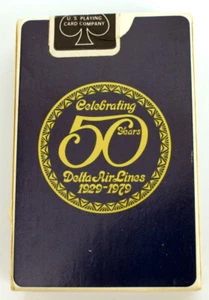 U.S. PLAYING
CARD COMPANY
Celebrating
50
Years
Delta Air Lines
1929-1979